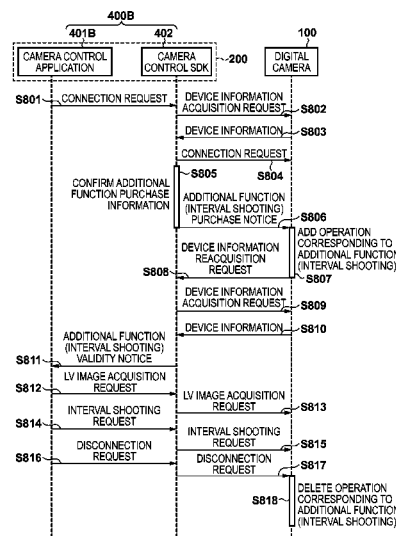 400B
401B
402
100
200
CAMERA CONTROL
APPLICATION
CAMERA
CONTROL SDK
DIGITAL
CAMERA
S801
CONNECTION REQUEST
DEVICE INFORMATION
ACQUISITION REQUEST
S802
DEVICE INFORMATION
S803
CONNECTION REQUEST
S804
S805
CONFIRM ADDITIONAL
FUNCTION PURCHASE
INFORMATION
ADDITIONAL FUNCTION
(INTERVAL SHOOTING)
PURCHASE NOTICE
S806
ADD OPERATION
CORRESPONDING TO
ADDITIONAL FUNCTION
(INTERVAL SHOOTING)
S807
DEVICE INFORMATION
REACQUISITION
REQUEST
S808
DEVICE INFORMATION
ACQUISITION REQUEST
S809
DEVICE INFORMATION
S810
ADDITIONAL FUNCTION
(INTERVAL SHOOTING)
VALIDITY NOTICE
S811
LV IMAGE ACQUISITION
REQUEST
S812
LV IMAGE ACQUISITION
REQUEST
S813
INTERVAL SHOOTING
REQUEST
S814
INTERVAL SHOOTING
REQUEST
S815
DISCONNECTION
REQUEST
S816
DISCONNECTION
REQUEST
S817
DELETE OPERATION
CORRESPONDING TO
ADDITIONAL FUNCTION
(INTERVAL SHOOTING)
S818